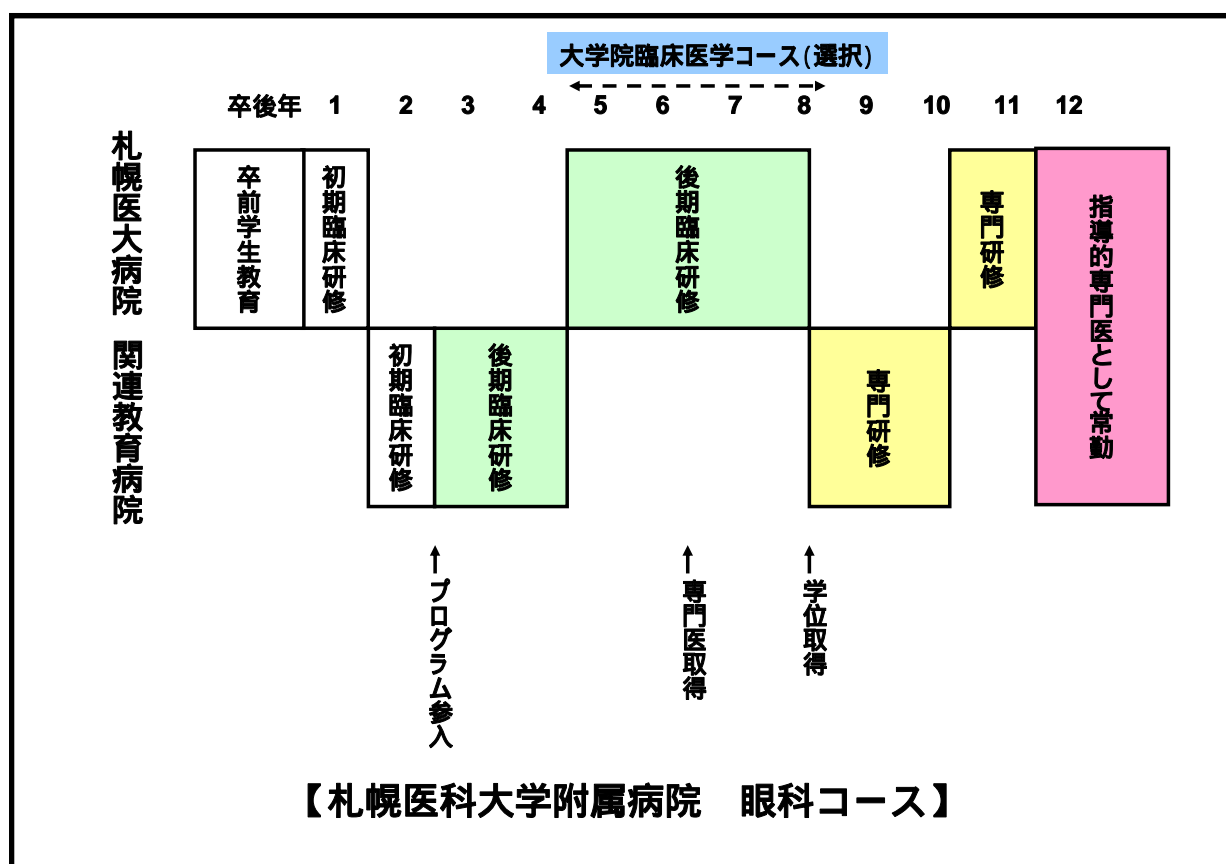 大学院臨床医学コース(選択)
卒後年 1 2 3 4 5 6 7 8 9 10 11 12
札幌医大病院
卒前学生教育
初期臨床研修
後期臨床研修
専門研修
指導的専門医として常勤
関連教育病院
初期臨床研修
後期臨床研修
専門研修
↑プログラム参入
↑専門医取得
↑学位取得
【札幌医科大学附属病院 眼科コース】